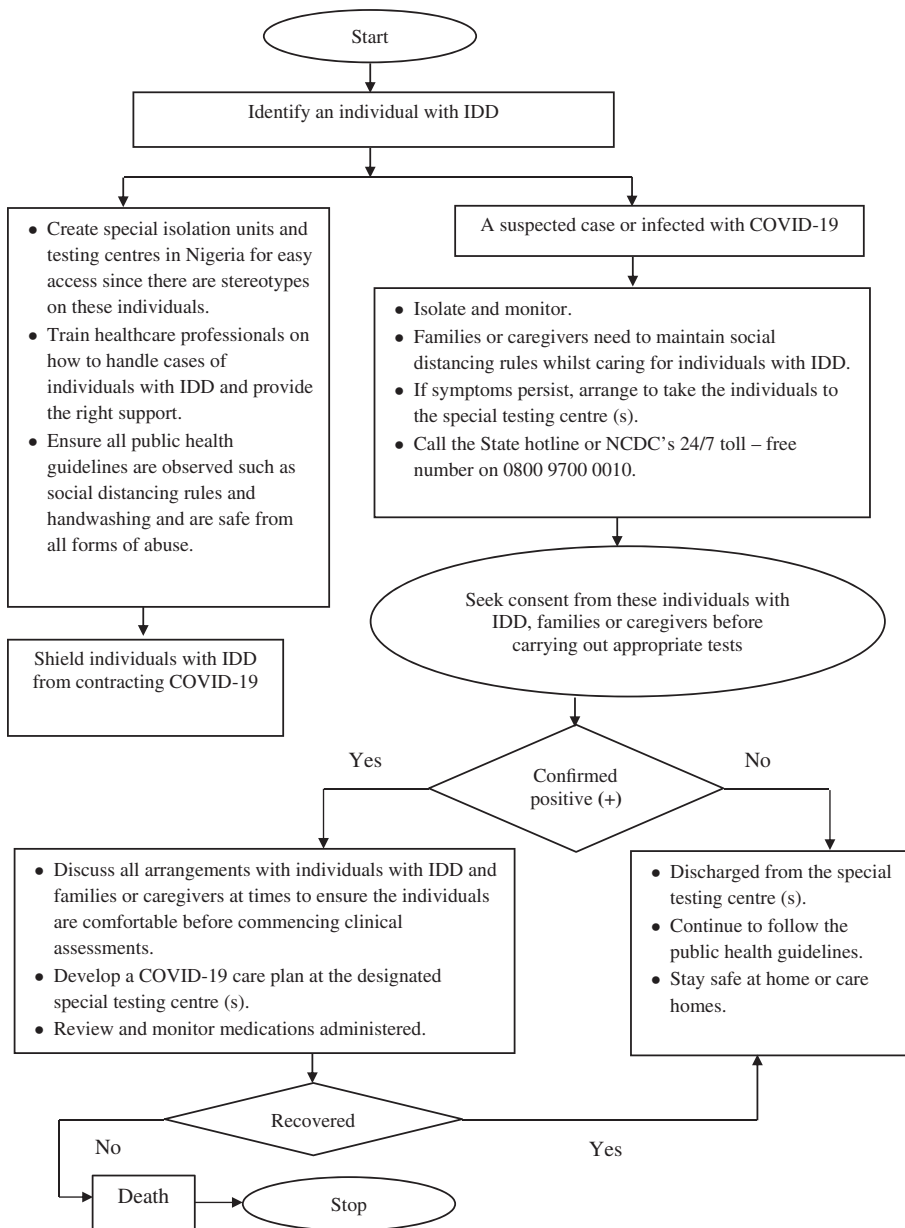 Start
Identify an individual with IDD
• Create special isolation units and
testing centres in Nigeria for easy
access since there are stereotypes
on these individuals.
• Train healthcare professionals on
how to handle cases of
individuals with IDD and provide
the right support.
• Ensure all public health
guidelines are observed such as
social distancing rules and
handwashing and are safe from
all forms of abuse.
Shield individuals with IDD
from contracting COVID-19
A suspected case or infected with COVID-19
• Isolate and monitor.
• Families or caregivers need to maintain social
distancing rules whilst caring for individuals with IDD.
• If symptoms persist, arrange to take the individuals to
the special testing centre (s).
• Call the State hotline or NCDC's 24/7 toll – free
number on 0800 9700 0010.
Seek consent from these individuals with
IDD, families or caregivers before
carrying out appropriate tests
Confirmed
positive (+)
Yes
No
• Discuss all arrangements with individuals with IDD and
families or caregivers at times to ensure the individuals
are comfortable before commencing clinical
assessments.
• Develop a COVID-19 care plan at the designated
special testing centre (s).
• Review and monitor medications administered.
• Discharged from the special
testing centre (s).
• Continue to follow the
public health guidelines.
• Stay safe at home or care
homes.
Recovered
No
Yes
Death
Stop